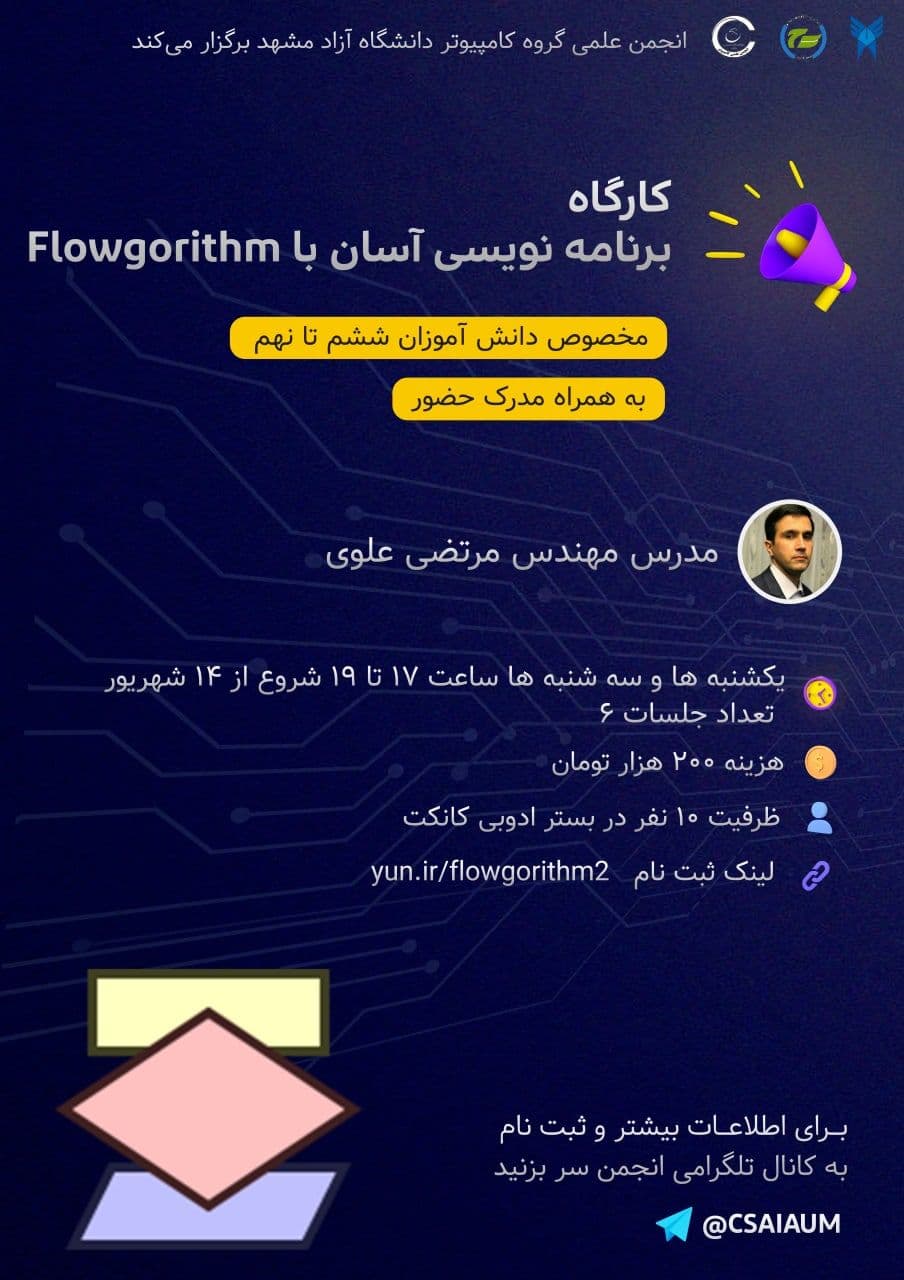 انجمن علمی گروه کامپیوتر دانشگاه آزاد مشهد برگزار می‌کند
کارگاه
برنامه نویسی آسان با Flowgorithm
مخصوص دانش آموزان ششم تا نهم
به همراه مدرک حضور
مدرس مهندس مرتضی علوی
یکشنبه ها و سه شنبه ها ساعت ۱۷ تا ۱۹ شروع از ۱۴ شهریور
تعداد جلسات ۶
هزینه ۲۰۰ هزار تومان
ظرفیت ۱۰ نفر در بستر ادوبی کانکت
لینک ثبت نام yun.ir/flowgorithm2
بـرای اطلاعـات بیشتر و ثبت نام
به کانال تلگرامی انجمن سر بزنید
@CSAIAUM